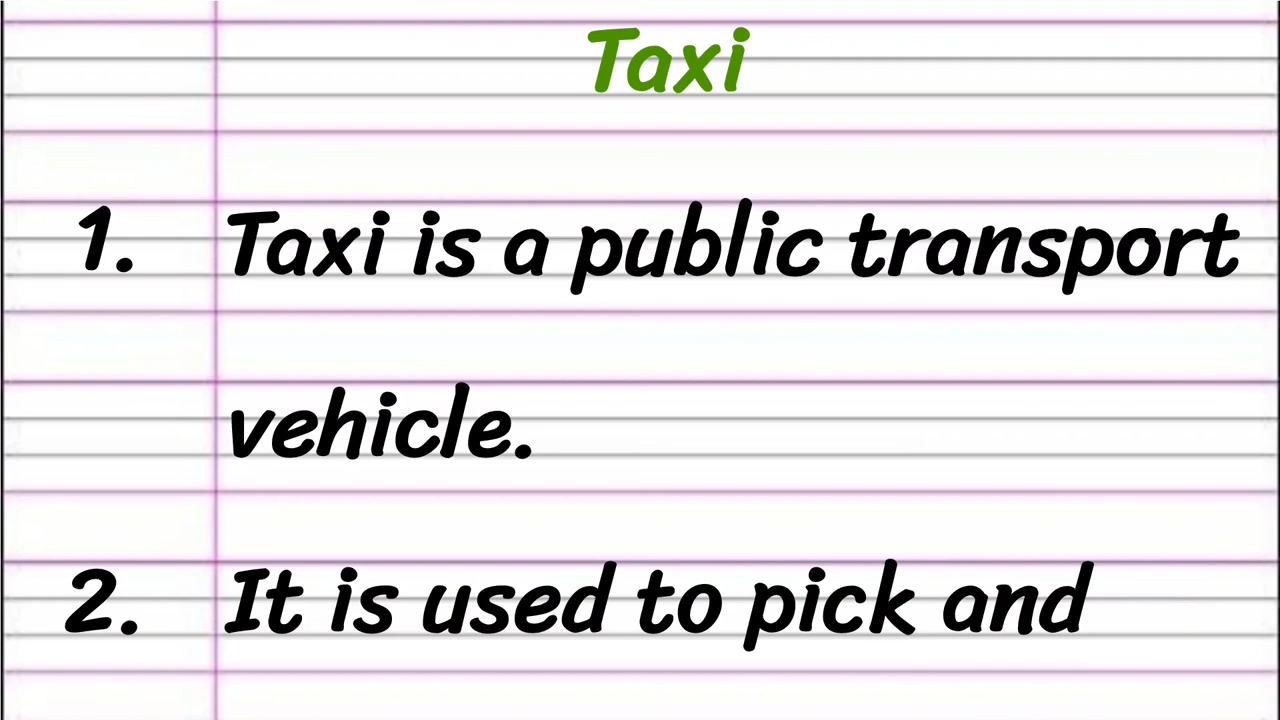 Taxi
1. Taxi is a public transport
vehicle.
2. It is used to pick and